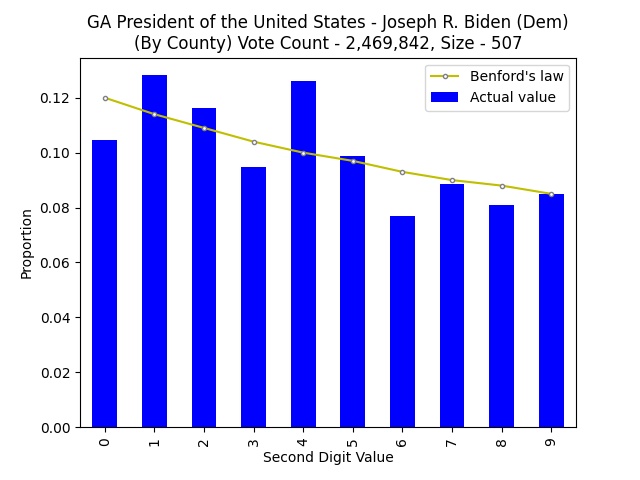 GA President of the United States - Joseph R. Biden (Dem)
(By County) Vote Count - 2,469,842, Size - 507
Benford's law
Actual value
0.12
0.10
0.08
0.06
0.04
0.02
0.00
Proportion
0 1 2 3 4 5 6 7 8 9
Second Digit Value